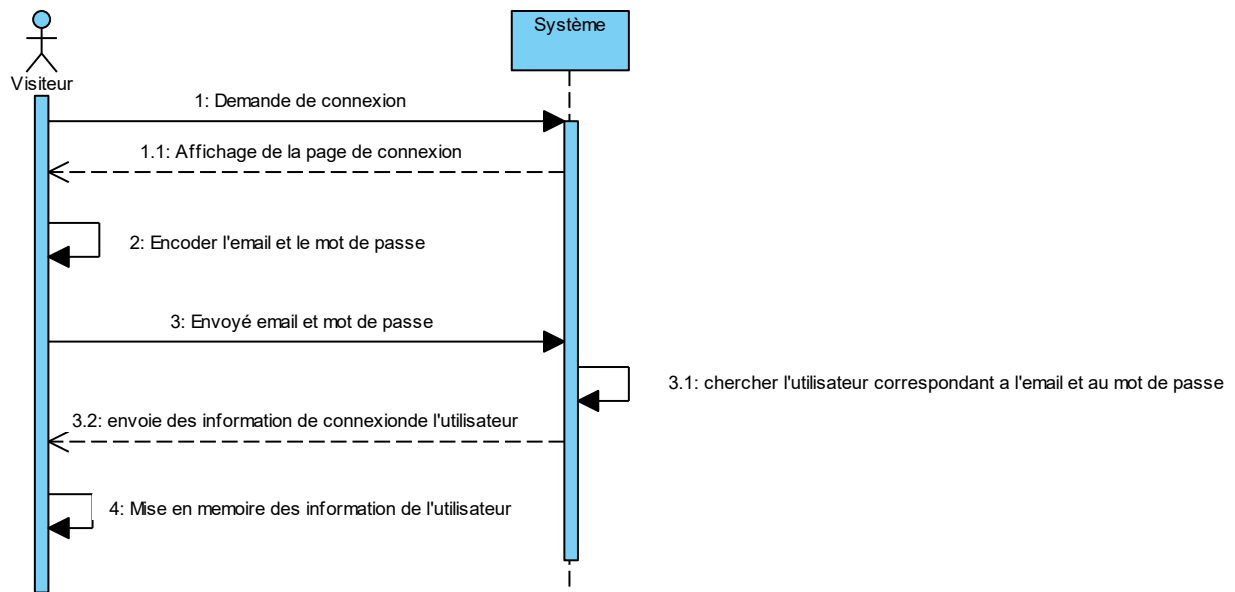 Système
Visiteur
1: Demande de connexion
1.1: Affichage de la page de connexion
2: Encoder l'email et le mot de passe
3: Envoyé email et mot de passe
3.1: chercher l'utilisateur correspondant a l'email et au mot de passe
3.2: envoie des information de connexionde l'utilisateur
4: Mise en memoire des information de l'utilisateur